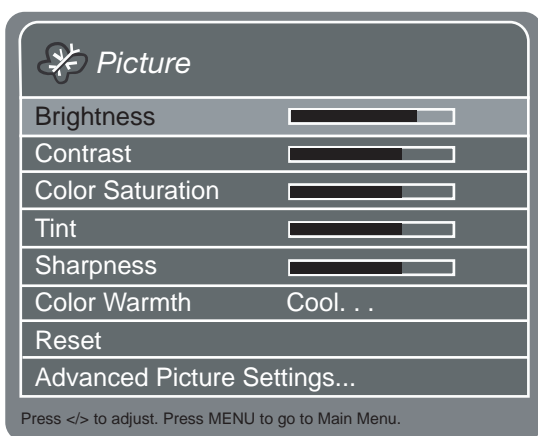 Picture
Brightness
Contrast
Color Saturation
Tint
Sharpness
Color Warmth Cool. . .
Reset
Advanced Picture Settings...
Press </> to adjust. Press MENU to go to Main Menu.